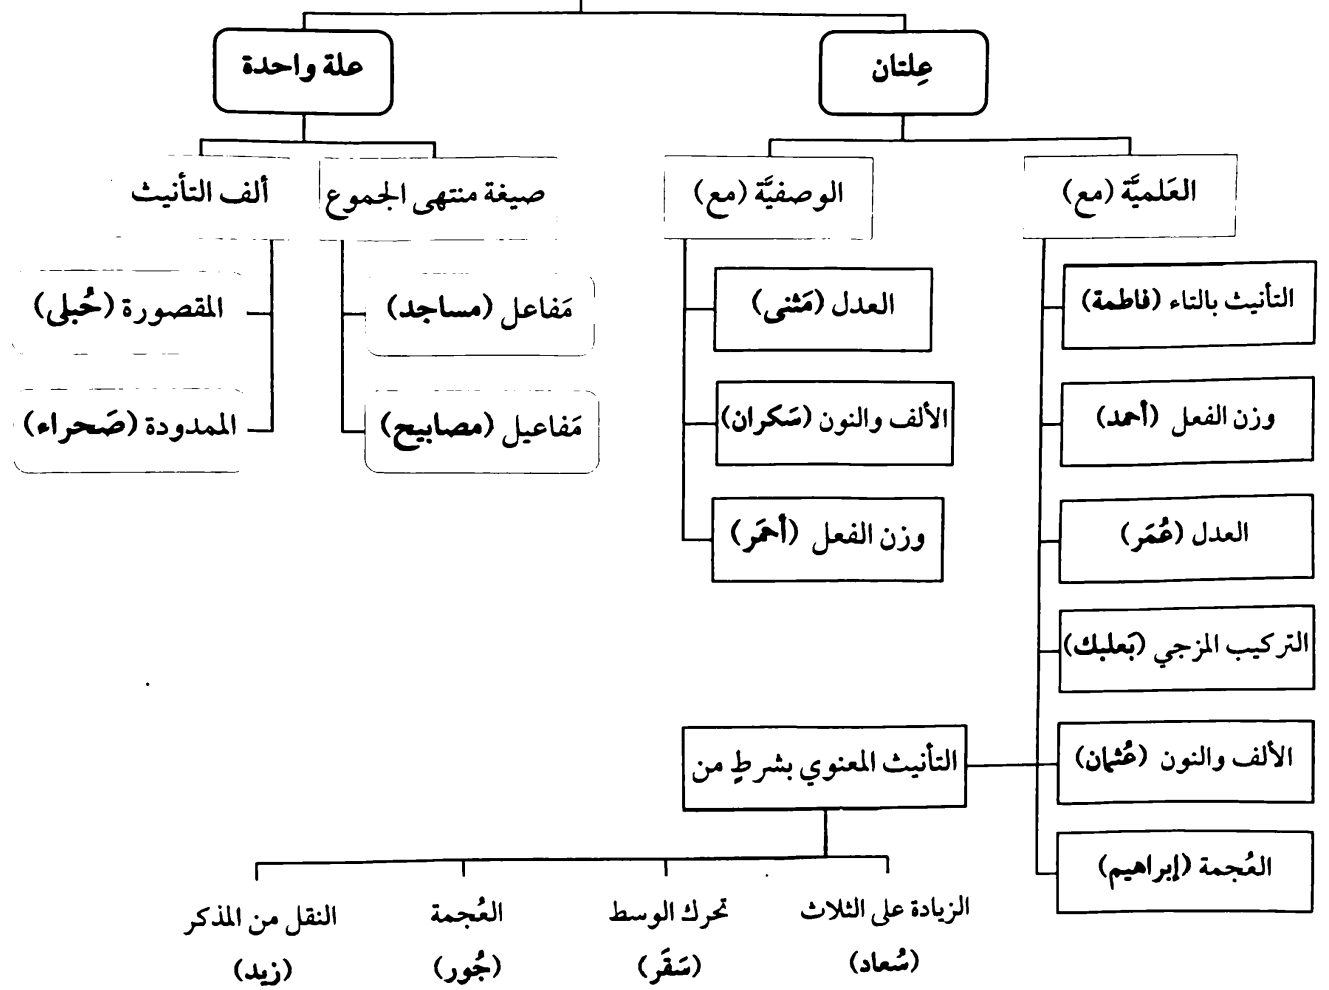 عِلتان
علة واحدة
العَلميَّة (مع)
الوصفيَّة (مع)
صيغة منتهى الجموع
ألف التأنيث
التأنيث بالتاء (فاطمة)
العدل (مَثنى)
مَفاعل (مساجد)
المقصورة (حُبلى)
وزن الفعل (أحمد)
الألف والنون (سَكران)
مَفاعيل (مصابيح)
الممدودة (صَحراء)
العدل (عُمَر)
وزن الفعل (أحمَر)
التركيب المزجي (بَعلبك)
الألف والنون (عُثمان)
التأنيث المعنوي بشرطٍ من
العُجمة (إبراهيم)
الزيادة على الثلاث
(سُعاد)
تحرك الوسط
(سَقَر)
العُجمة
(جُور)
النقل من المذكر
(زيد)